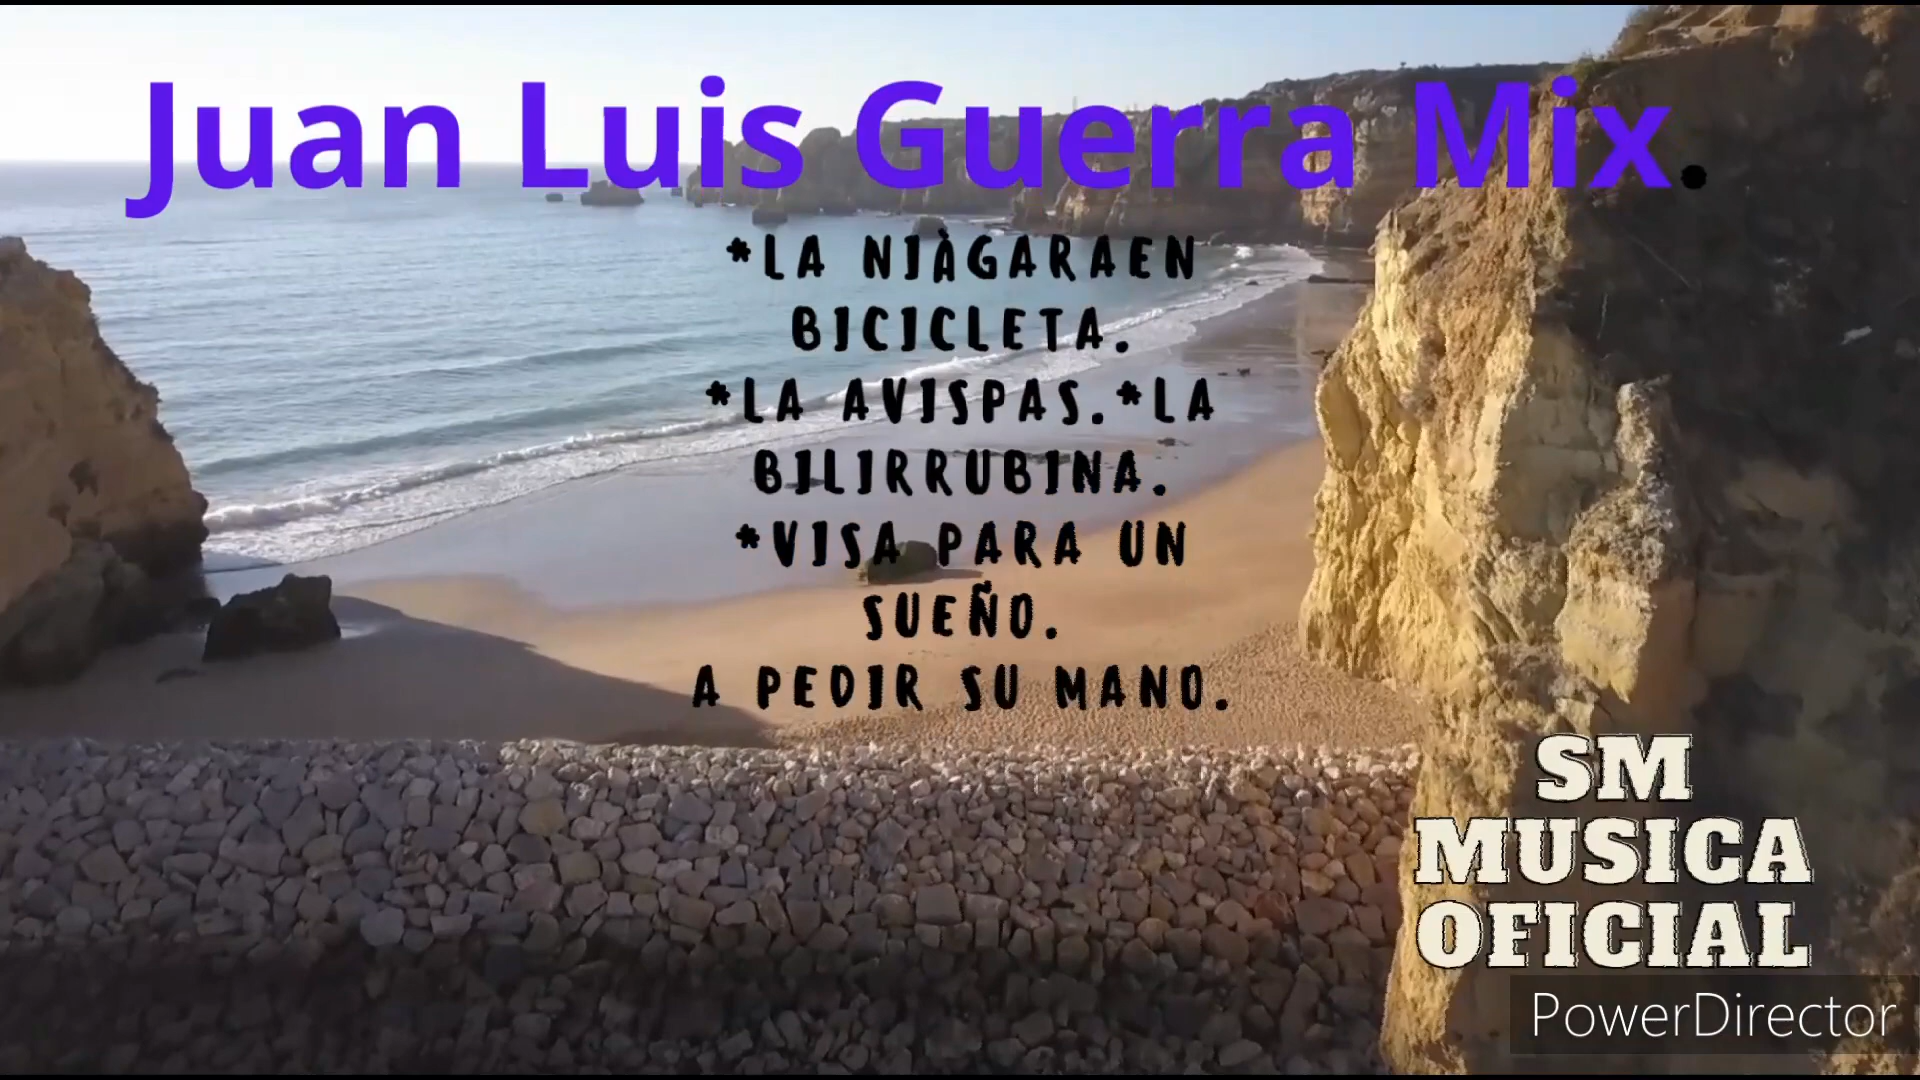 Juan Luis Guerra Mix.
*LA NIÀGARAEN
BICICLETA.
*LA AVISPAS.*LA
BILIRRUBINA.
*VISA PARA UN
SUEÑO.
A PEDIR SU MANO.
SM
MUSICA
OFICIAL
PowerDirector